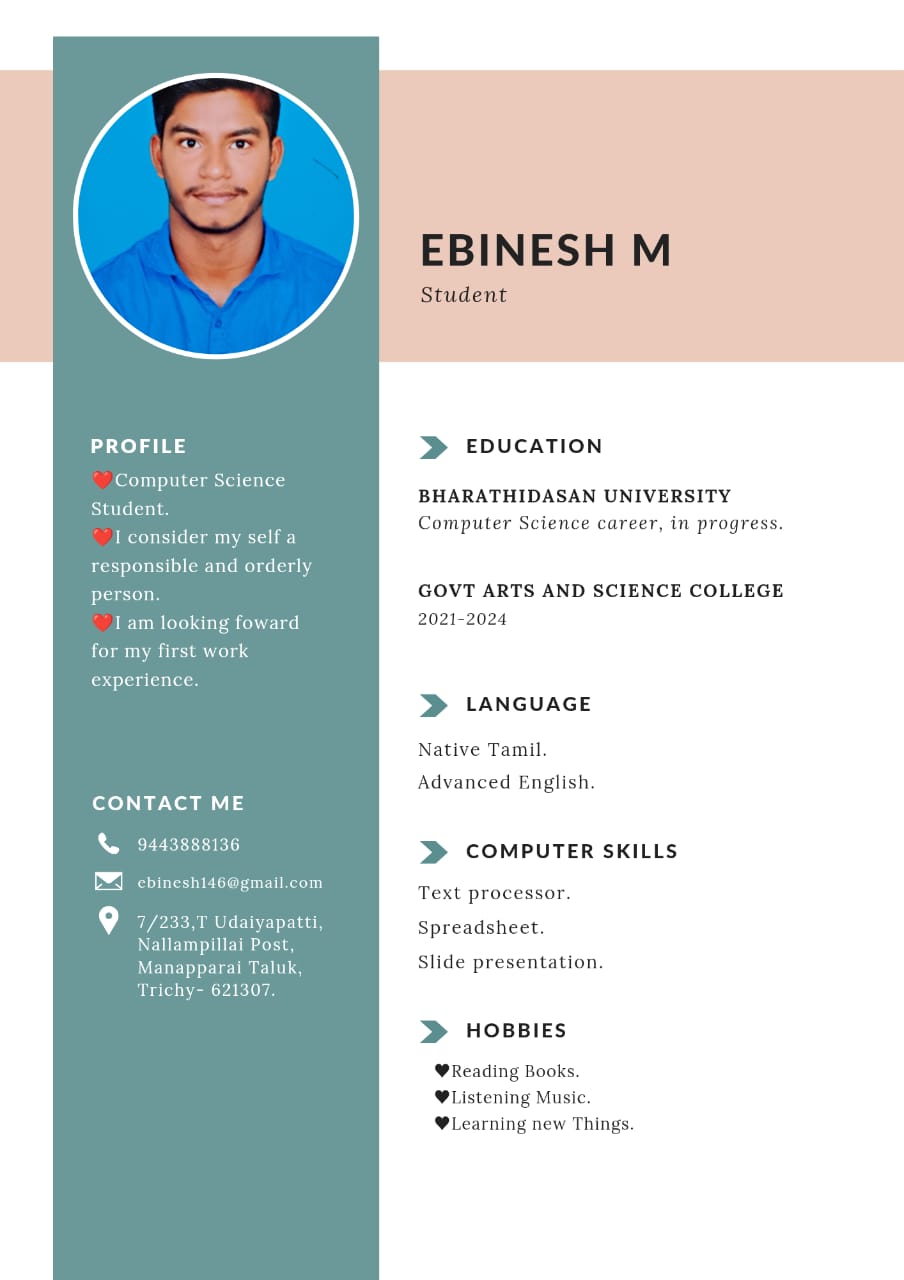 EBINESH M
Student
PROFILE
❤️Computer Science
Student.
❤️I consider my self a
responsible and orderly
person.
❤️I am looking foward
for my first work
experience.
CONTACT ME
9443888136
ebinesh146@gmail.com
7/233,T Udaiyapatti,
Nallampillai Post,
Manapparai Taluk,
Trichy- 621307.
EDUCATION
BHARATHIDASAN UNIVERSITY
Computer Science career, in progress.
GOVT ARTS AND SCIENCE COLLEGE
2021-2024
LANGUAGE
Native Tamil.
Advanced English.
COMPUTER SKILLS
Text processor.
Spreadsheet.
Slide presentation.
HOBBIES
♥Reading Books.
♥Listening Music.
♥Learning new Things.